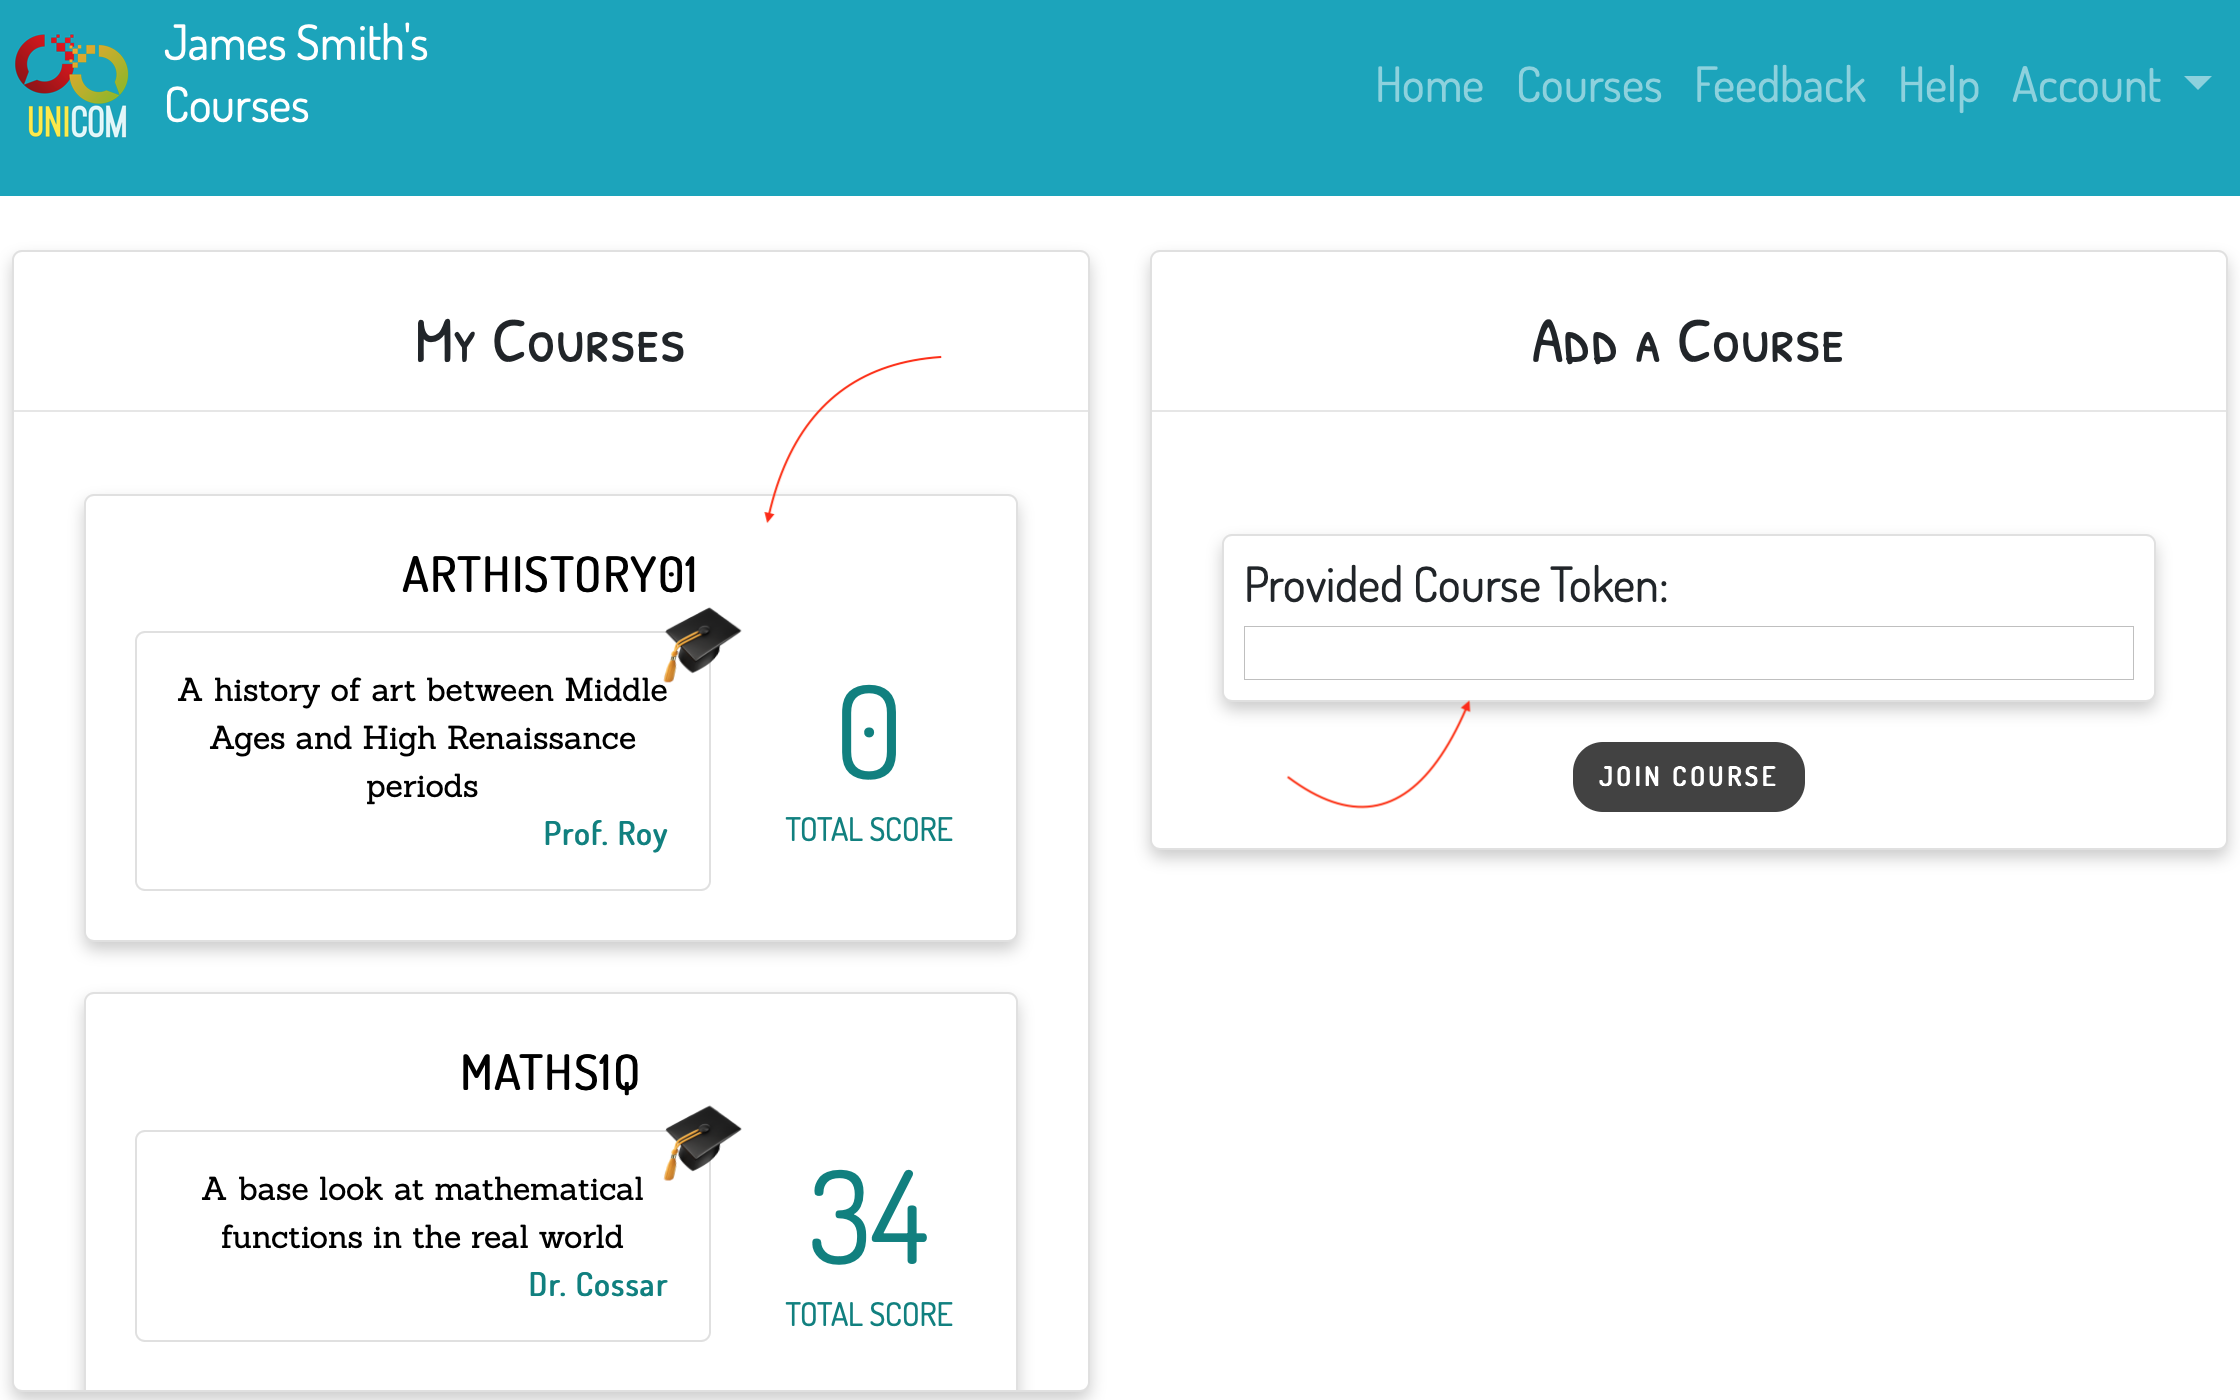 UNICOM
James Smith's
Courses
Home Courses Feedback Help Account
My Courses
ARTHISTORY01
A history of art between Middle
Ages and High Renaissance
periods
Prof. Roy
0
TOTAL SCORE
MATHS1Q
A base look at mathematical
functions in the real world
Dr. Cossar
34
TOTAL SCORE
Add a Course
Provided Course Token:
JOIN COURSE